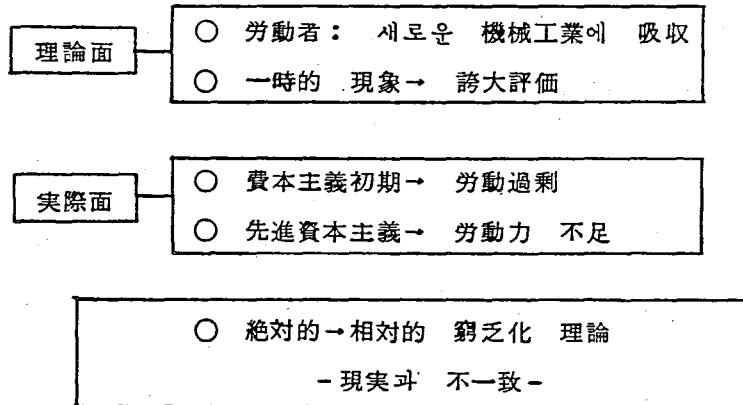 理論面
○ 労動者: 새로운 機械工業에 吸収
○ 一時的 現象→ 誇大評価
実際面
○ 費本主義初期→ 労動過剰
○ 先進資本主義→ 労動力 不足
○ 絶対的→相対的 窮乏化 理論
-現実과 不一致-